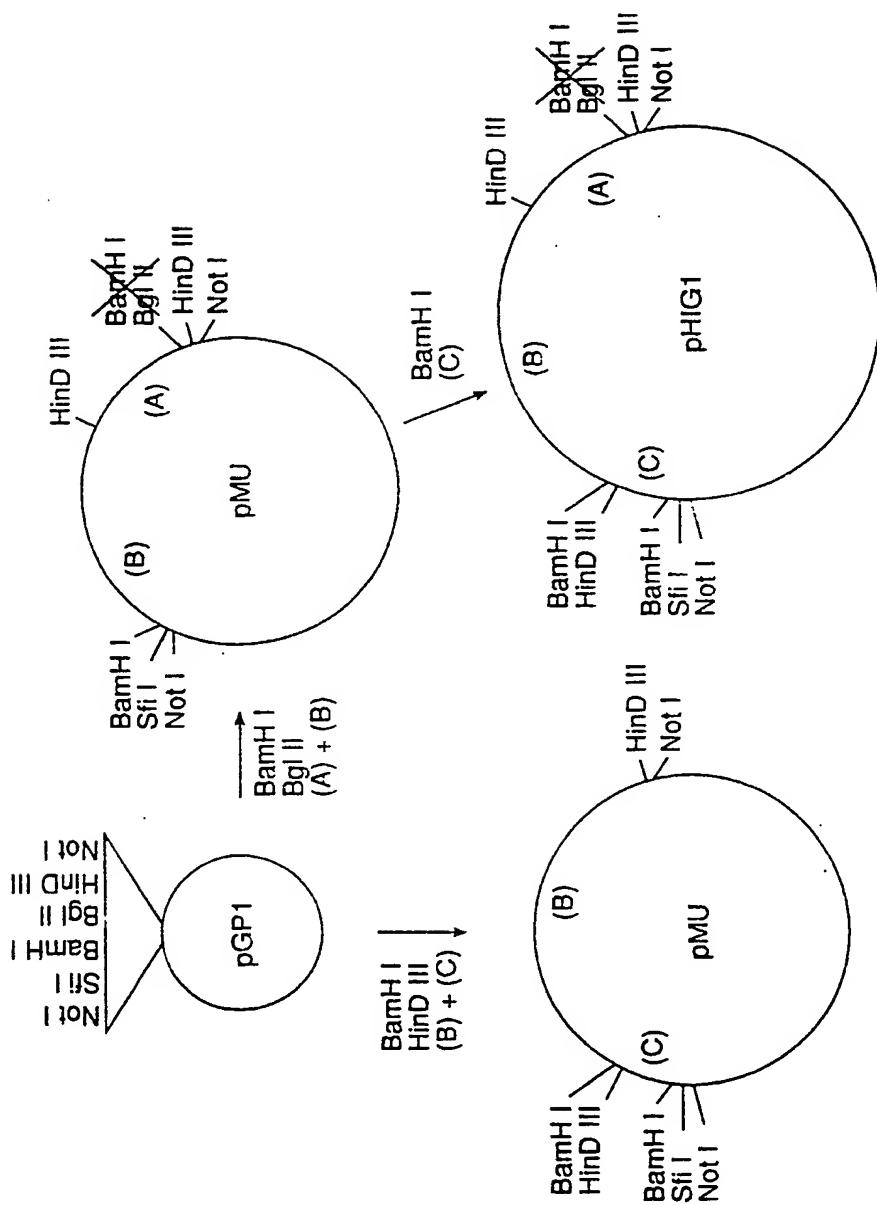 Not I
Sfi I
BamH I
Bgl II
HinD III
Not I
pGP1
BamH I
Bgl II
(A) + (B)
BamH I
Sfi I
Not I
(B)
HinD III
(A)
BamH I
Bgl II
HinD III
Not I
pMU
BamH I
HinD III
(B) + (C)
BamH I
(C)
BamH I
HinD III
(C)
BamH I
Sfi I
Not I
(B)
HinD III
Not I
pMU
BamH I
HinD III
(C)
BamH I
Sfi I
Not I
(B)
HinD III
(A)
BamH I
Bgl II
HinD III
Not I
pHIG1